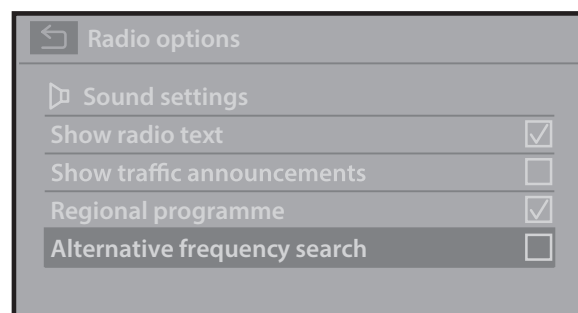 Radio options
Sound settings
Show radio text
Show traffic announcements
Regional programme
Alternative frequency search